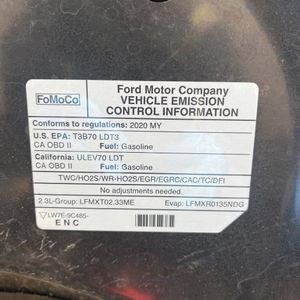 FoMoCo
Ford Motor Company
VEHICLE EMISSION
CONTROL INFORMATION
Conforms to regulations: 2020 MY
U.S. EPA: T3B70 LDT3
CA OBD II Fuel: Gasoline
California: ULEV70 LDT
CA OBD II Fuel: Gasoline
TWC/HO2S/WR-HO2S/EGR/EGRC/CAC/TC/DFI
No adjustments needed.
2.3L-Group: LFMXT02.33ME Evap: LFMXR0135NDG
LW7E-9C485-
ENC